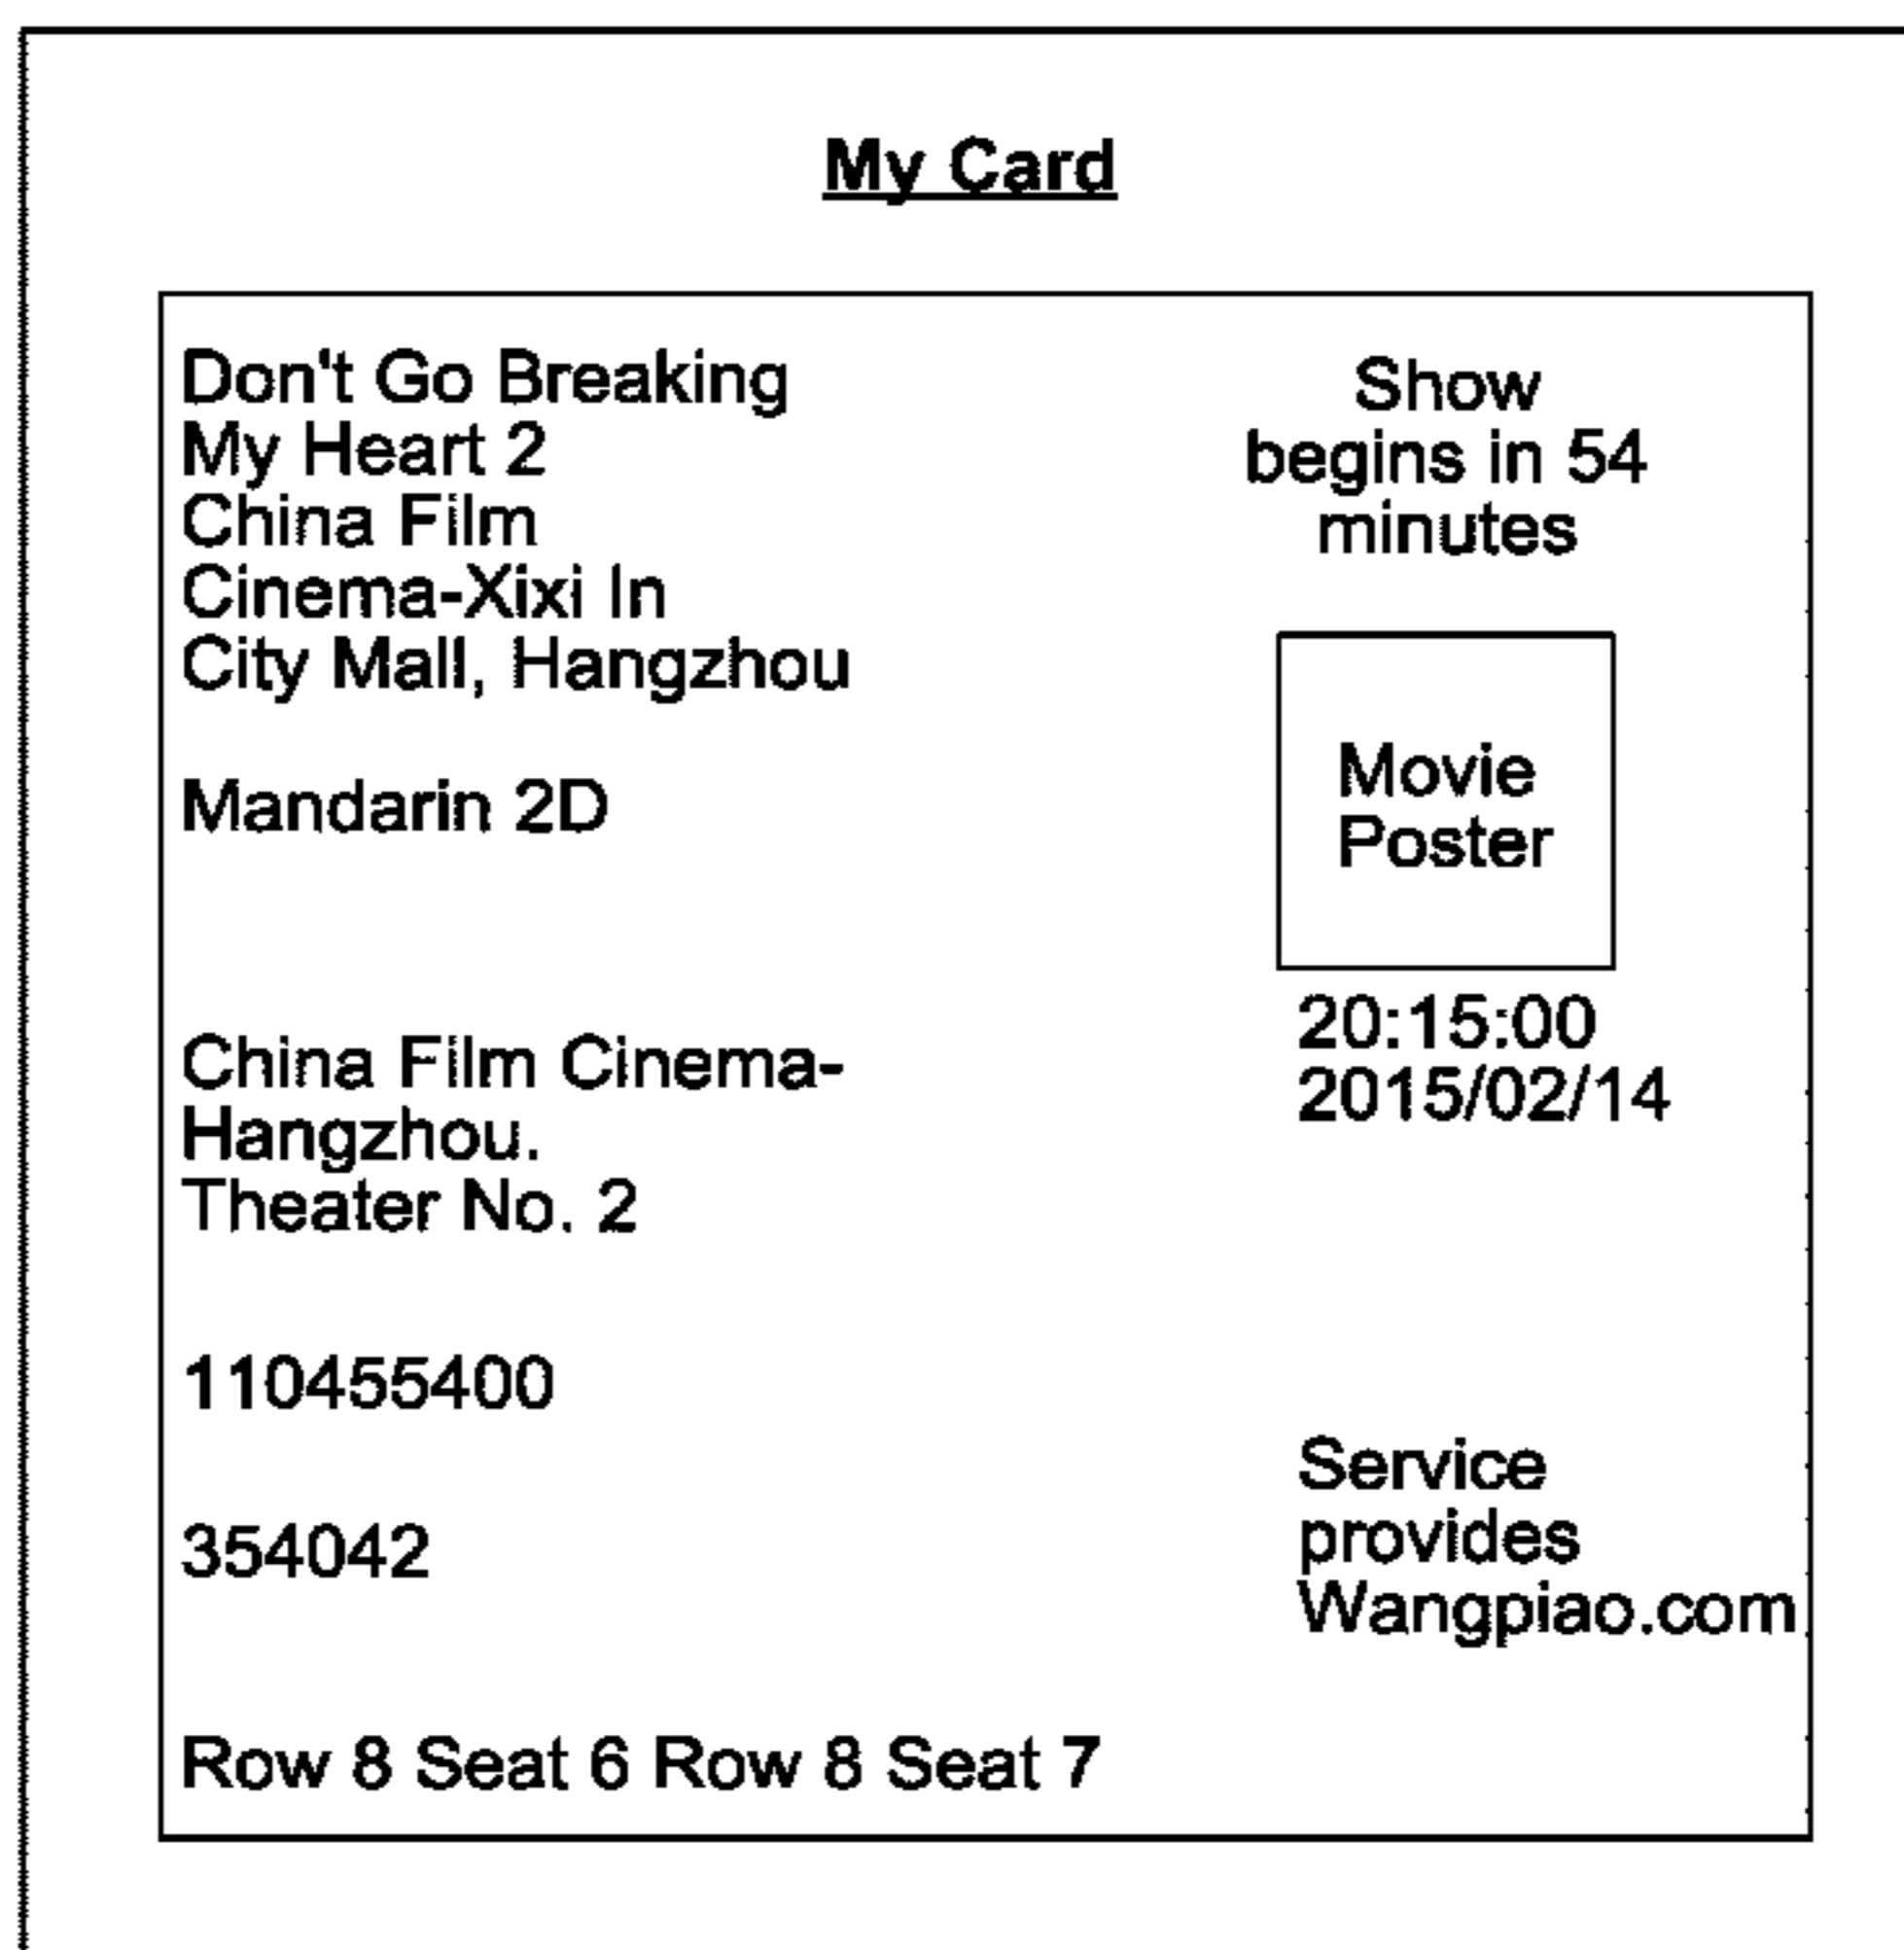 My Card
Don't Go Breaking
My Heart 2
China Film
Cinema-Xixi In
City Mall, Hangzhou
Mandarin 2D
China Film Cinema-
Hangzhou.
Theater No. 2
110455400
354042
Row 8 Seat 6 Row 8 Seat 7
Show
begins in 54
minutes
Movie
Poster
20:15:00
2015/02/14
Service
provides
Wangpiao.com